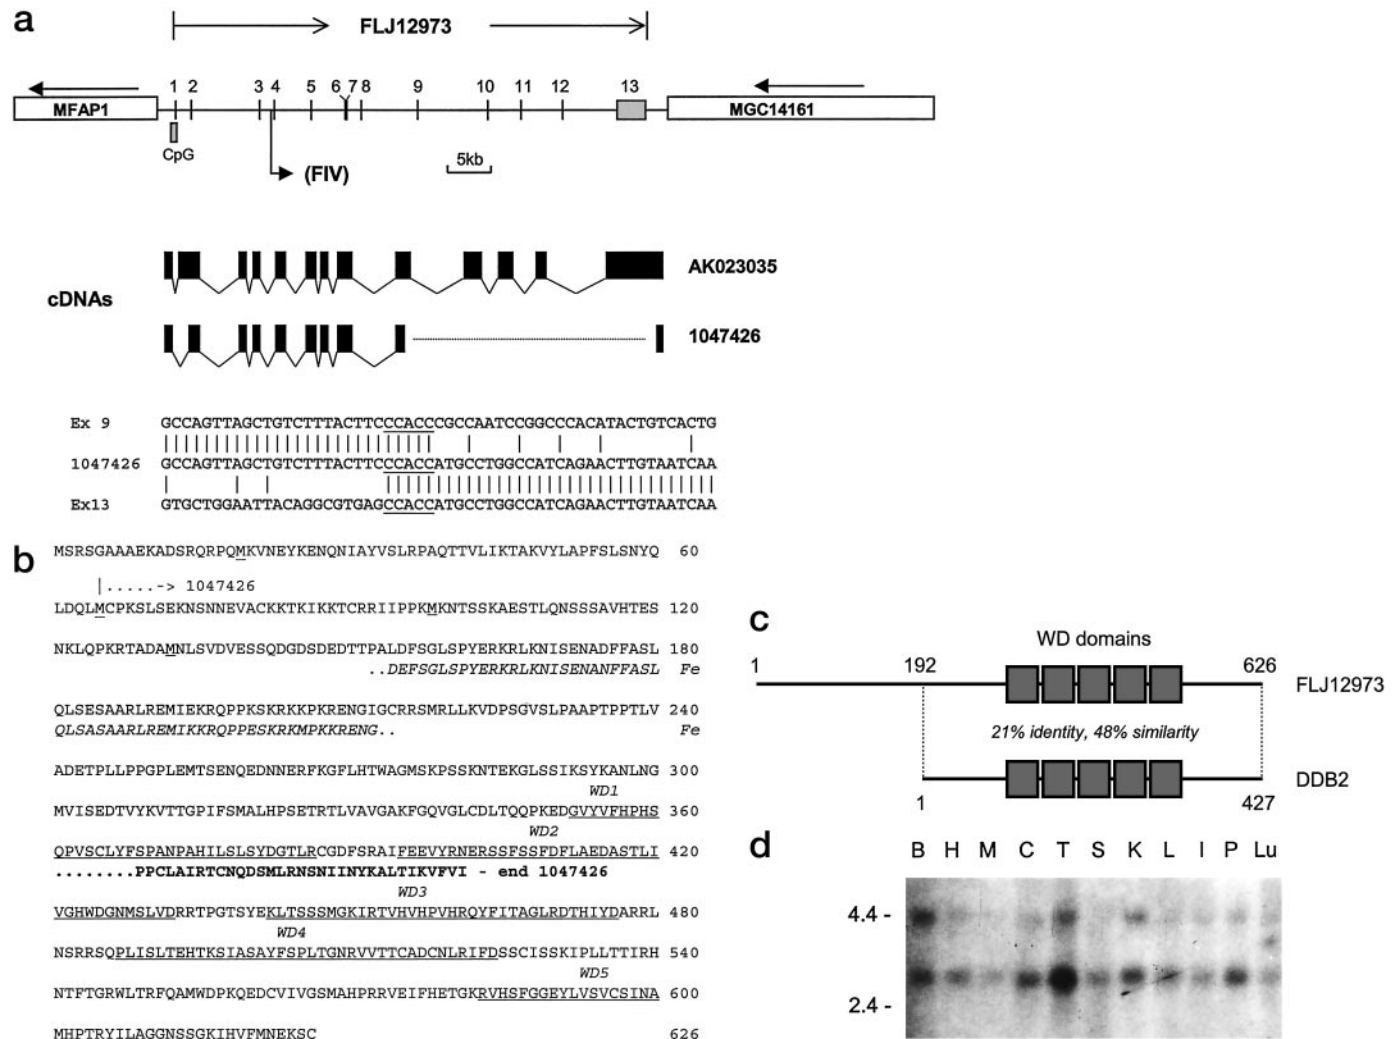 a
FLJ12973
1 2 3 4 5 6 7 8 9 10 11 12 13
MFAP1
MGC14161
CpG
(FIV)
5kb
cDNAs
AK023035
1047426
Ex 9 GCCAGTTAGCTGTCTTTACTTCCCACCCGCCAATCCGGCCCACATACTGTCACTG
1047426 GCCAGTTAGCTGTCTTTACTTCCCACCATGCCTGGCCATCAGAACTTGTAATCAA
Ex13 GTGCTGGAATTACAGGCGTGAGCCACCATGCCTGGCCATCAGAACTTGTAATCAA
b
MSRSGAAAEKADSRQRPQMKVNEYKENQNIAYVSLRPAQTTVLIKTAKVYLAPFSLSNYQ 60
|.....-> 1047426
LDQLMCPKSLSEKNSNNEVACKKTKIKKTCRRIIPPKMKNTSSKAESTLQNSSSAVHTES 120
NKLQPKRTADAMNLSVDVESSQDGDSDEDTTPALDFSGLSPYERKRLKNISENADFFASL 180
..DEFSGLSPYERKRLKNISENANFFASL Fe
QLSESAARLREMIEKRQPPKSKRKKPKRENGIGCRRSMRLLKVDPSGVSLPAAPTPPTLV 240
QLSASAARLREMIKKRQPPESKRKMPKKRENG.. Fe
ADETPLLPPGPLEMTSENQEDNNERFKGFLHTWAGMSKPSSKNTEKGLSSIKSYKANLNG 300
WD1
MVISEDTVYKVTTGPIFSMALHPSETRTLVAVGAKFGQVGLCDLTQQPKEDGVYVFHPHS 360
WD2
QPVSCLYFSPANPAHILSLSYDGTLRCGDFSRAIFEEVYRNERSSFSSFDFLAEDASTLI 420
........PPCLAIRTCNQDSMLRNSNIINYKALTIKVFVI - end 1047426
WD3
VGHWDGNMSLVDRRTPGTSYEKLTSSSMGKIRTVHVHPVHRQYFITAGLRDTHIYDARRL 480
WD4
NSRRSQPLISLTEHTKSIASAYFSPLTGNRVVTTCADCNLRIFDSSCISSKIPLLTTIRH 540
WD5
NTFTGRWLTRFQAMWDPKQEDCVIVGSMAHPRRVEIFHETGKRVHSFGGEYLVSVCSINA 600
MHPTRYILAGGNSSGKIHVFMNEKSC 626
c
WD domains
1 192 626
FLJ12973
21% identity, 48% similarity
DDB2
1 427
d
B H M C T S K L I P Lu
4.4 -
2.4 -